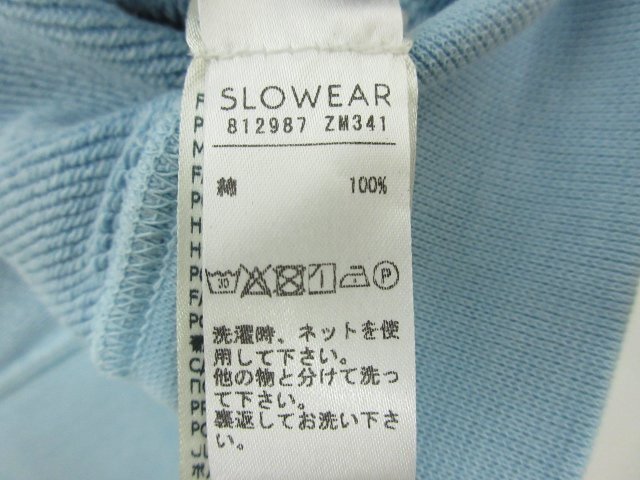 SLOWEAR
812987 ZM341
綿 100%
30
P
洗濯時、ネットを使
用して下さい。
他の物と分けて洗っ
て下さい。
裏返してお洗い下さ
い。